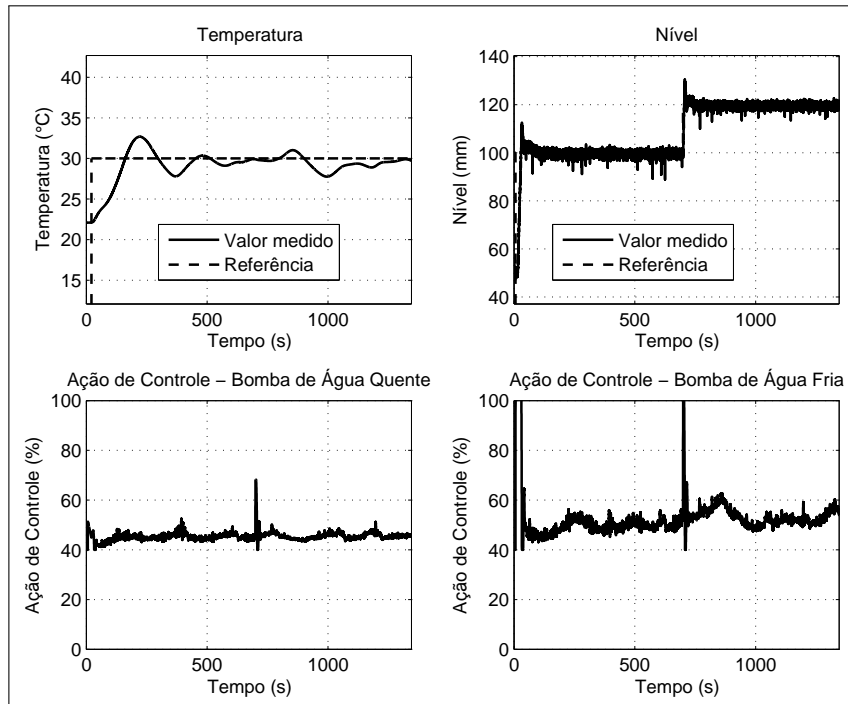 Temperatura
40
35
30
25
20
15
Temperatura (°C)
Valor medido
Referência
0
500
1000
Tempo (s)
Nível
140
120
100
80
60
40
Nível (mm)
Valor medido
Referência
0
500
1000
Tempo (s)
Ação de Controle – Bomba de Água Quente
100
80
60
40
20
0
Ação de Controle (%)
0
500
1000
Tempo (s)
Ação de Controle – Bomba de Água Fria
100
80
60
40
20
0
Ação de Controle (%)
0
500
1000
Tempo (s)